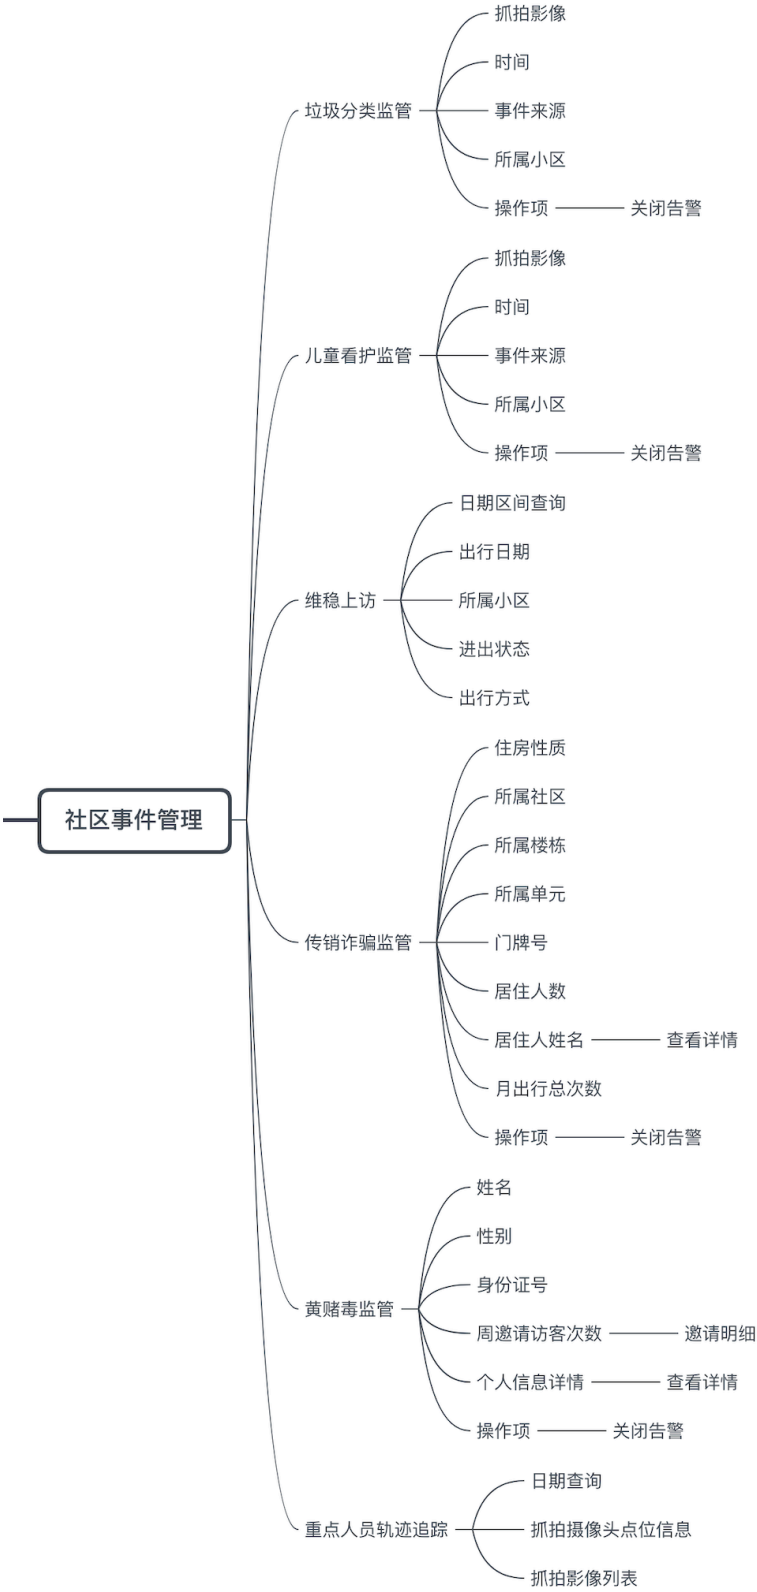 社区事件管理
垃圾分类监管
抓拍影像
时间
事件来源
所属小区
操作项
关闭告警
儿童看护监管
抓拍影像
时间
事件来源
所属小区
操作项
关闭告警
维稳上访
日期区间查询
出行日期
所属小区
进出状态
出行方式
传销诈骗监管
住房性质
所属社区
所属楼栋
所属单元
门牌号
居住人数
居住人姓名
查看详情
月出行总次数
操作项
关闭告警
黄赌毒监管
姓名
性别
身份证号
周邀请访客次数
邀请明细
个人信息详情
查看详情
操作项
关闭告警
重点人员轨迹追踪
日期查询
抓拍摄像头点位信息
抓拍影像列表